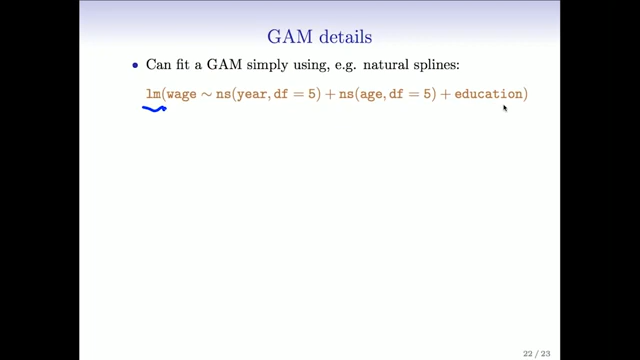 GAM details
• Can fit a GAM simply using, e.g. natural splines:
lm(wage ∼ ns(year, df = 5) + ns(age, df = 5) + education)
22 / 23